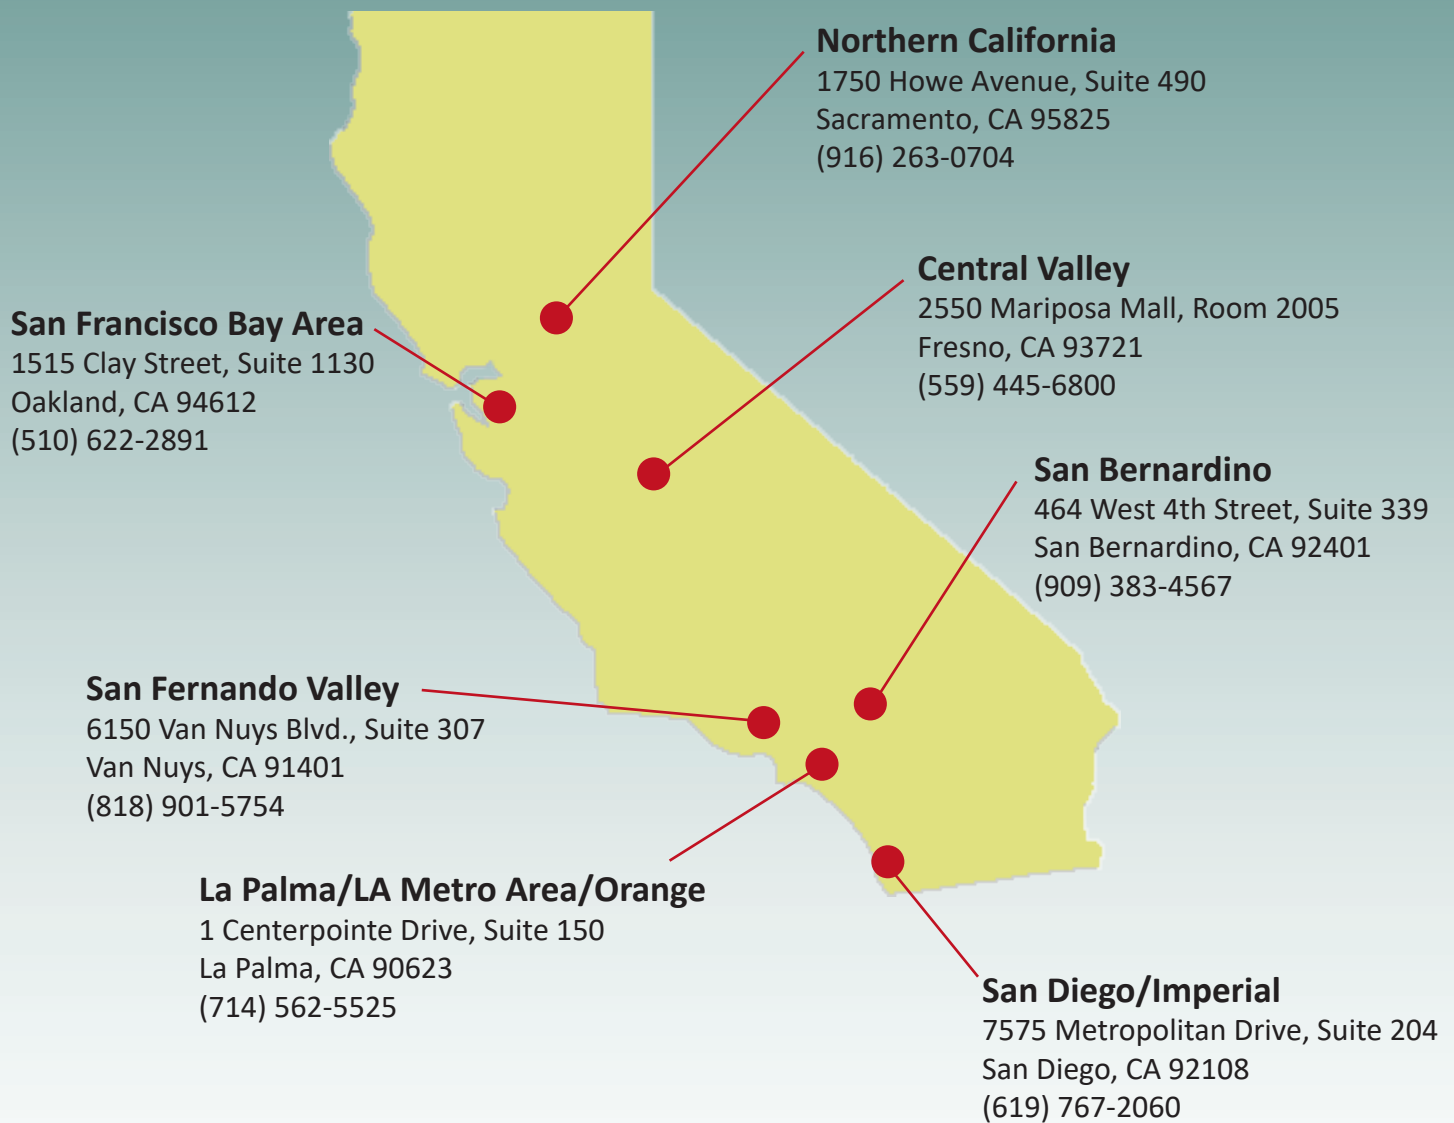 Northern California
1750 Howe Avenue, Suite 490
Sacramento, CA 95825
(916) 263-0704
Central Valley
2550 Mariposa Mall, Room 2005
Fresno, CA 93721
(559) 445-6800
San Francisco Bay Area
1515 Clay Street, Suite 1130
Oakland, CA 94612
(510) 622-2891
San Bernardino
464 West 4th Street, Suite 339
San Bernardino, CA 92401
(909) 383-4567
San Fernando Valley
6150 Van Nuys Blvd., Suite 307
Van Nuys, CA 91401
(818) 901-5754
La Palma/LA Metro Area/Orange
1 Centerpointe Drive, Suite 150
La Palma, CA 90623
(714) 562-5525
San Diego/Imperial
7575 Metropolitan Drive, Suite 204
San Diego, CA 92108
(619) 767-2060